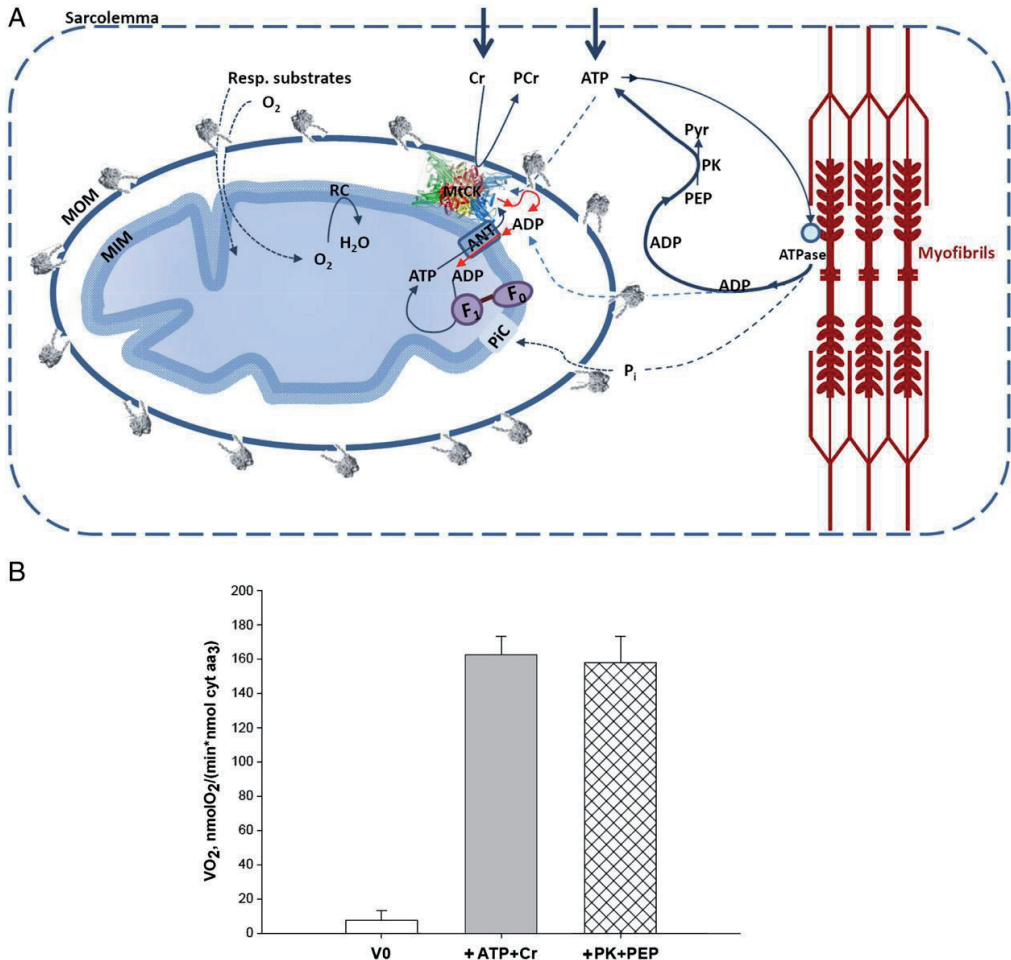 A
Sarcolemma
Resp. substrates
O₂
Cr
PCr
ATP
Pyr
PK
PEP
ADP
ADP
ATPase
Myofibrils
MOM
MIM
RC
H₂O
O₂
MtCK
ADP
ANT
ATP
ADP
F₁
F₀
PiC
Pᵢ
B
VO₂, nmolO₂/(min*nmol cyt aa₃)
200
180
160
140
120
100
80
60
40
20
0
V0
+ATP+Cr
+PK+PEP